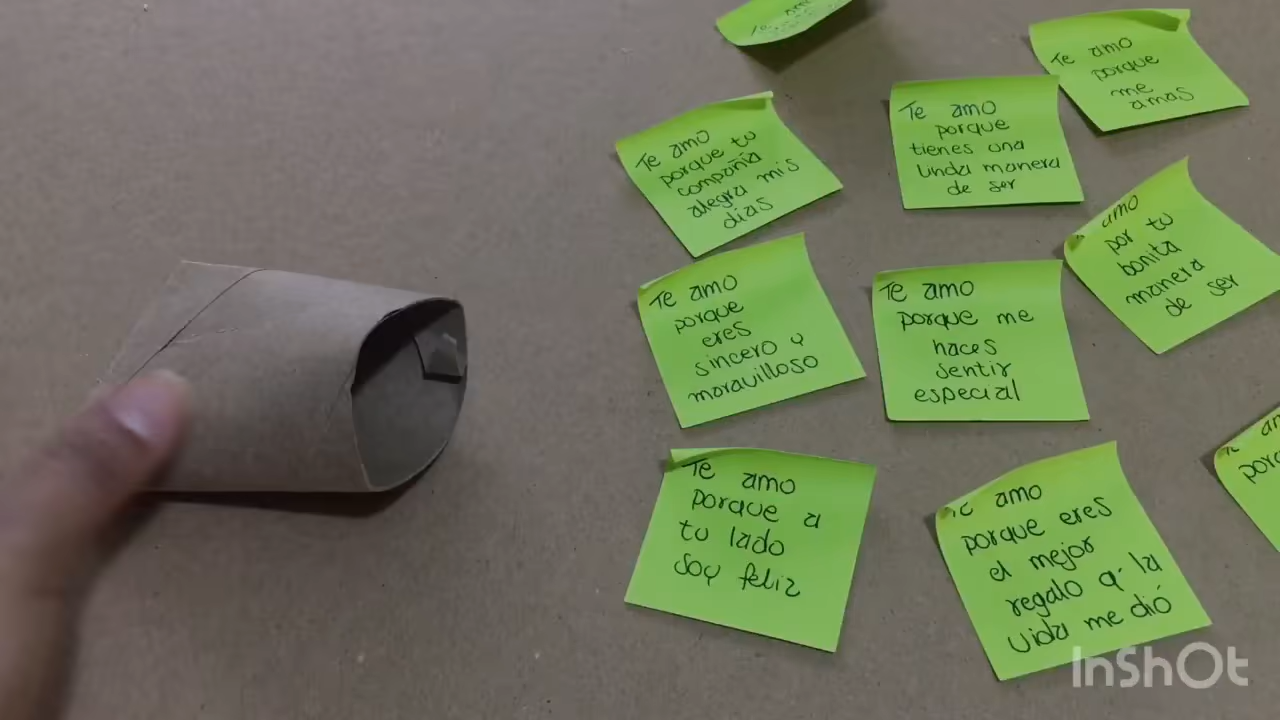 Te amo
Te amo
porque
me
amas
Te amo
porque tu
compañía
alegra mis
días
Te amo
porque
tienes una
linda manera
de ser
amo
por tu
bonita
manera
de ser
Te amo
porque
eres
sincero y
maravilloso
Te amo
porque me
haces
sentir
especial
Te amo
porque a
tu lado
soy feliz
Te amo
porque eres
el mejor
regalo q' la
vida me dió
InShOt